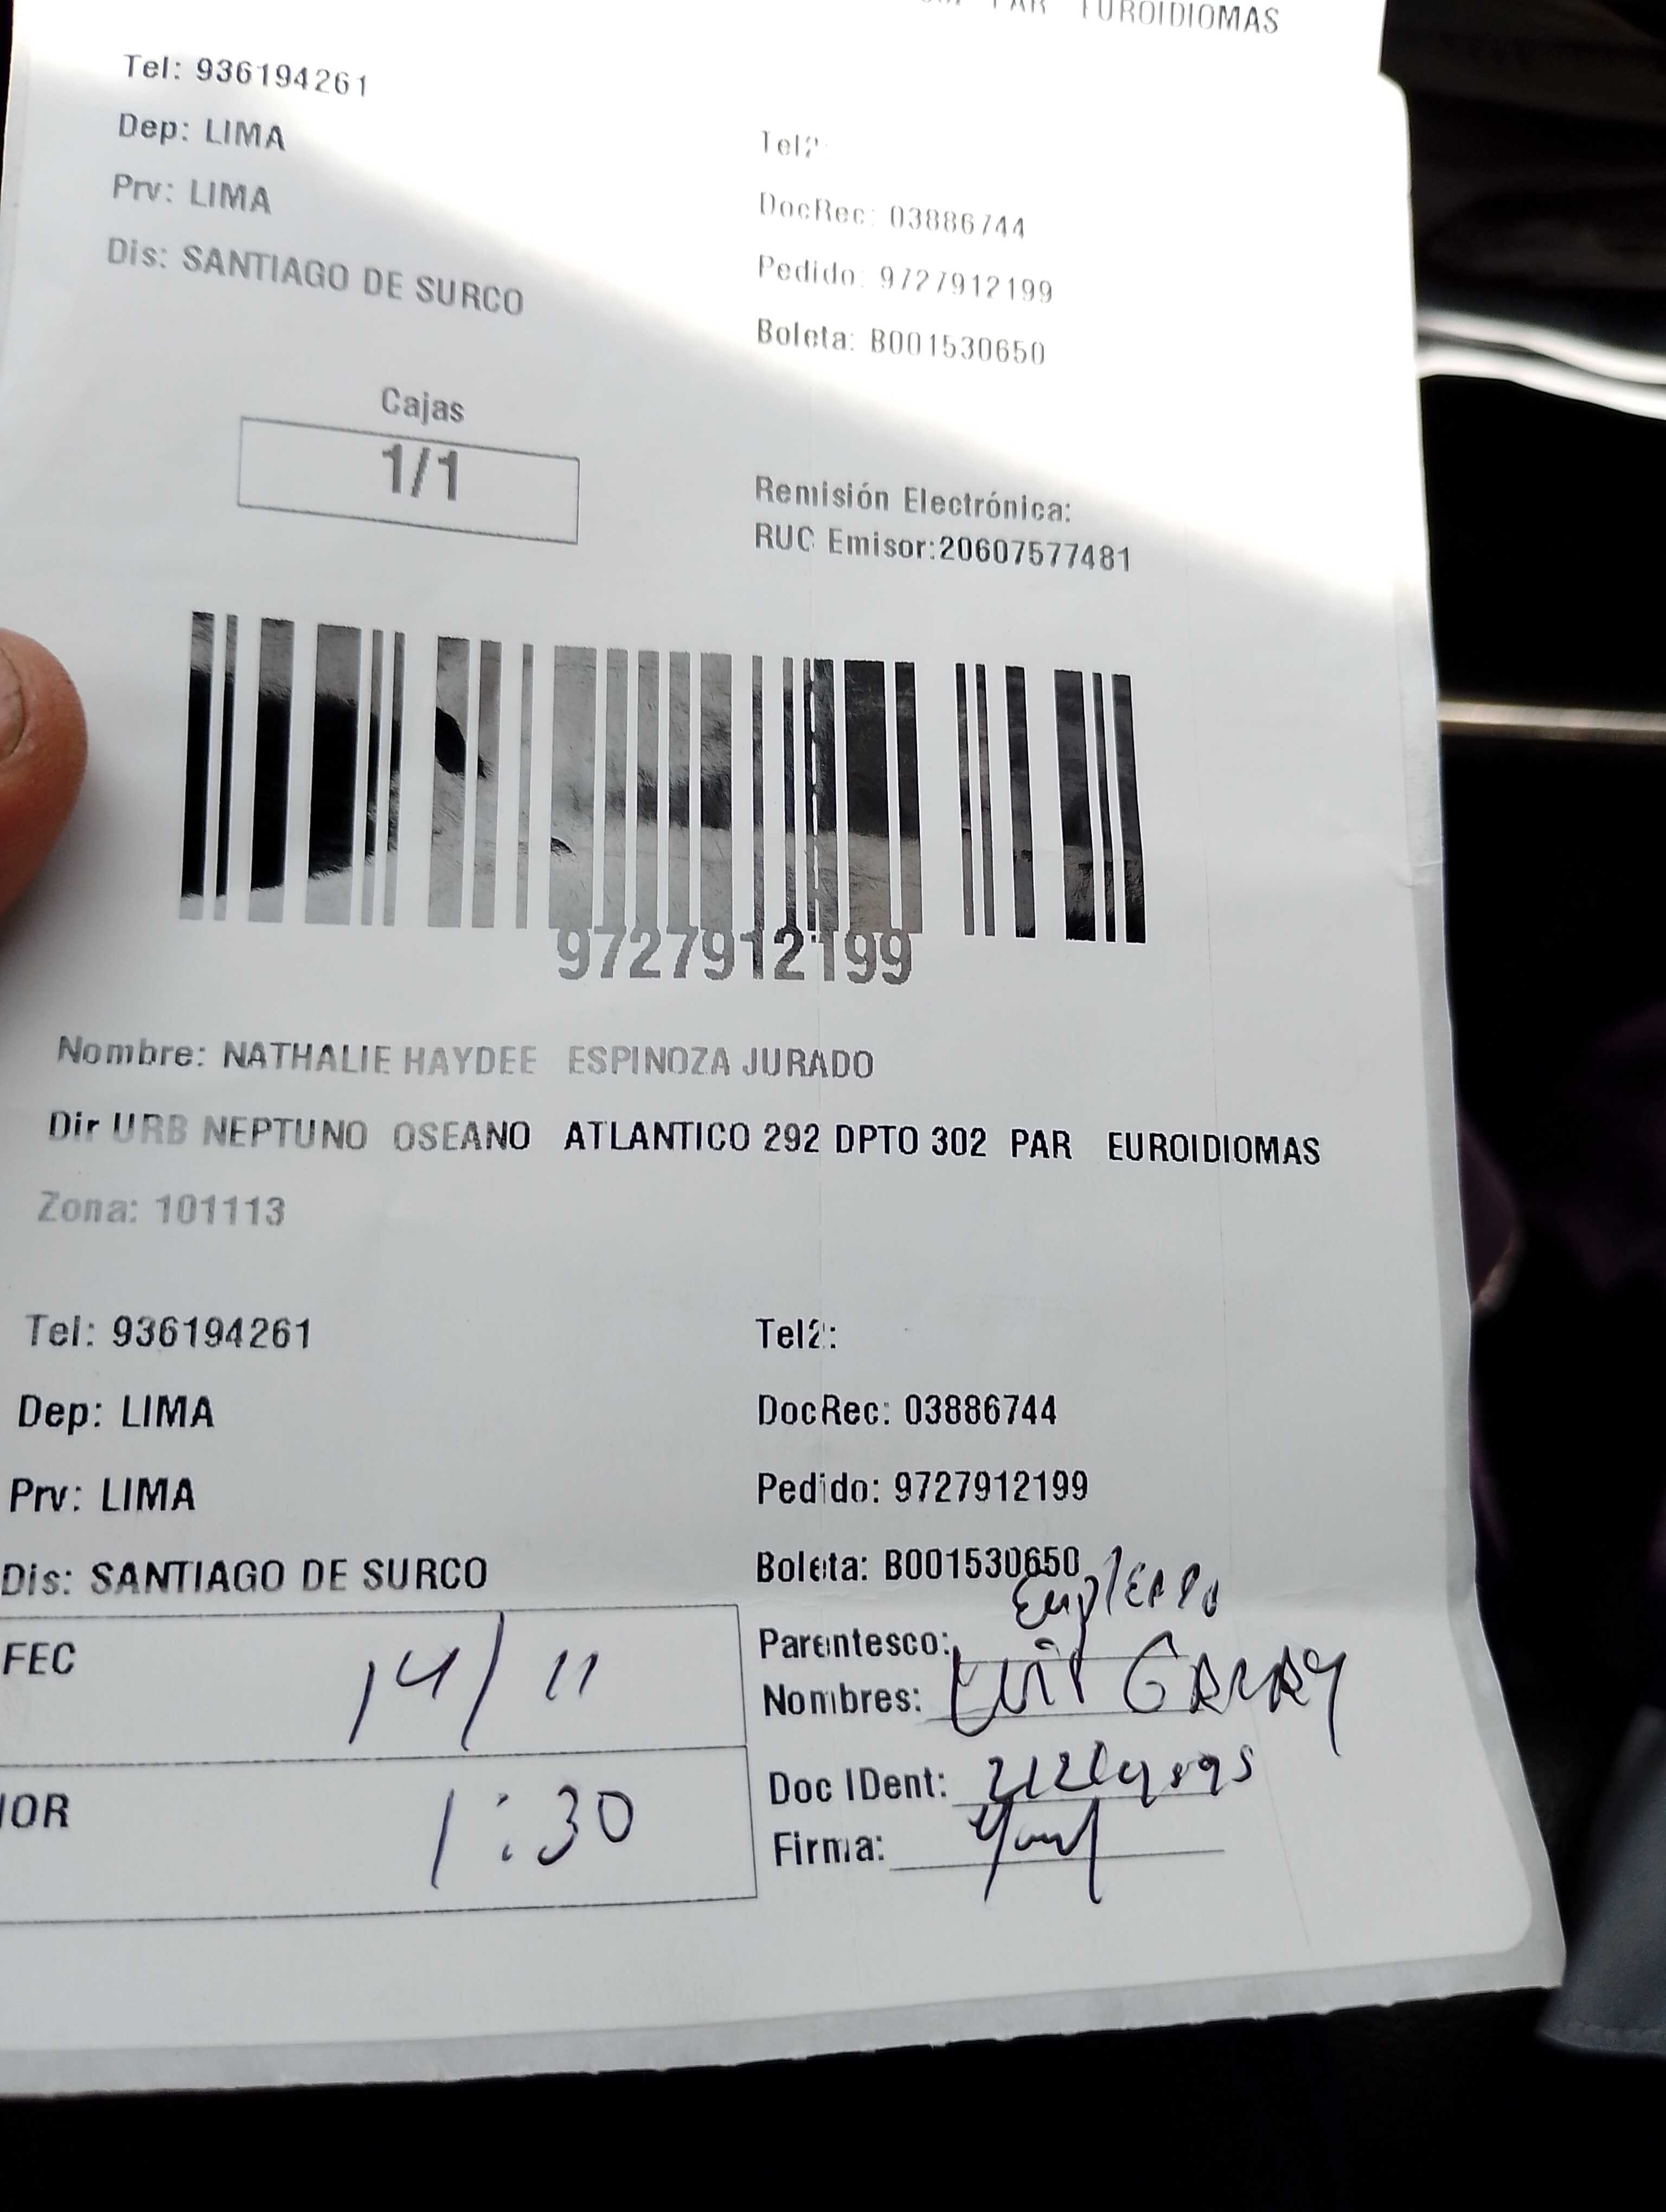 PAR EUROIDIOMAS
Tel: 936194261
Dep: LIMA
Prv: LIMA
Dis: SANTIAGO DE SURCO
Tel2:
DocRec: 03886744
Pedido: 9727912199
Boleta: B001530650
Cajas
1/1
Remisión Electrónica:
RUC Emisor:20607577481
9727912199
Nombre: NATHALIE HAYDEE ESPINOZA JURADO
Dir URB NEPTUNO OSEANO ATLANTICO 292 DPTO 302 PAR EUROIDIOMAS
Zona: 101113
Tel: 936194261
Dep: LIMA
Prv: LIMA
Dis: SANTIAGO DE SURCO
Tel2:
DocRec: 03886744
Pedido: 9727912199
Boleta: B001530650
FEC 14/11
HOR 1:30
Parentesco: Empleado
Nombres: Luis
Doc IDent:
Firma: